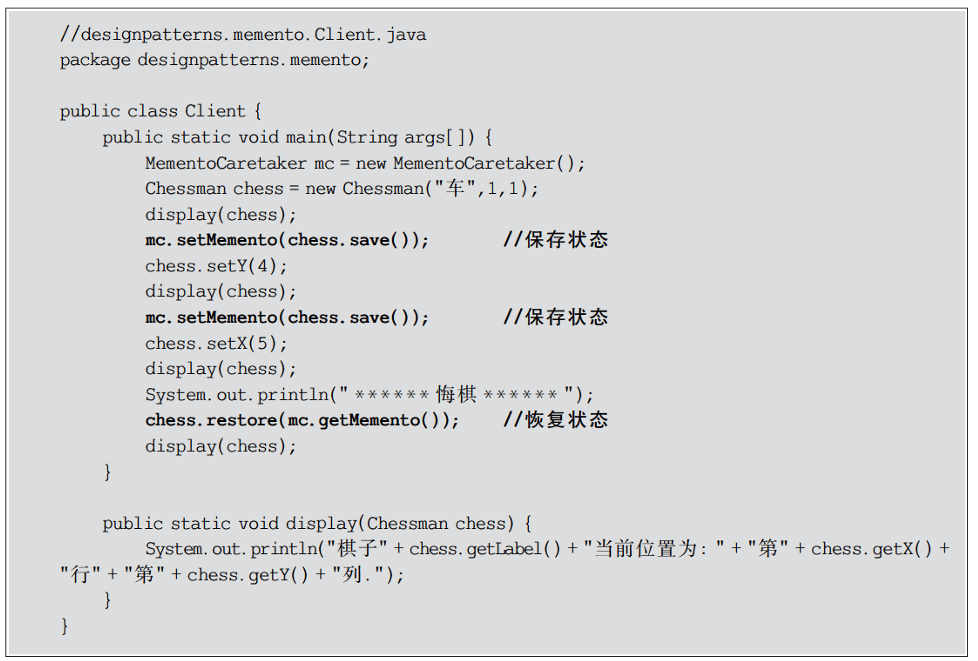 //designpatterns.memento.Client.java
package designpatterns.memento;

public class Client {
    public static void main(String args[]) {
        MementoCaretaker mc = new MementoCaretaker();
        Chessman chess = new Chessman("车",1,1);
        display(chess);
        mc.setMemento(chess.save());       //保存状态
        chess.setY(4);
        display(chess);
        mc.setMemento(chess.save());       //保存状态
        chess.setX(5);
        display(chess);
        System.out.println(" ****** 悔棋 ****** ");
        chess.restore(mc.getMemento());    //恢复状态
        display(chess);
    }

    public static void display(Chessman chess) {
        System.out.println("棋子" + chess.getLabel() + "当前位置为: " + "第" + chess.getX() +
"行" + "第" + chess.getY() + "列.");
    }
}